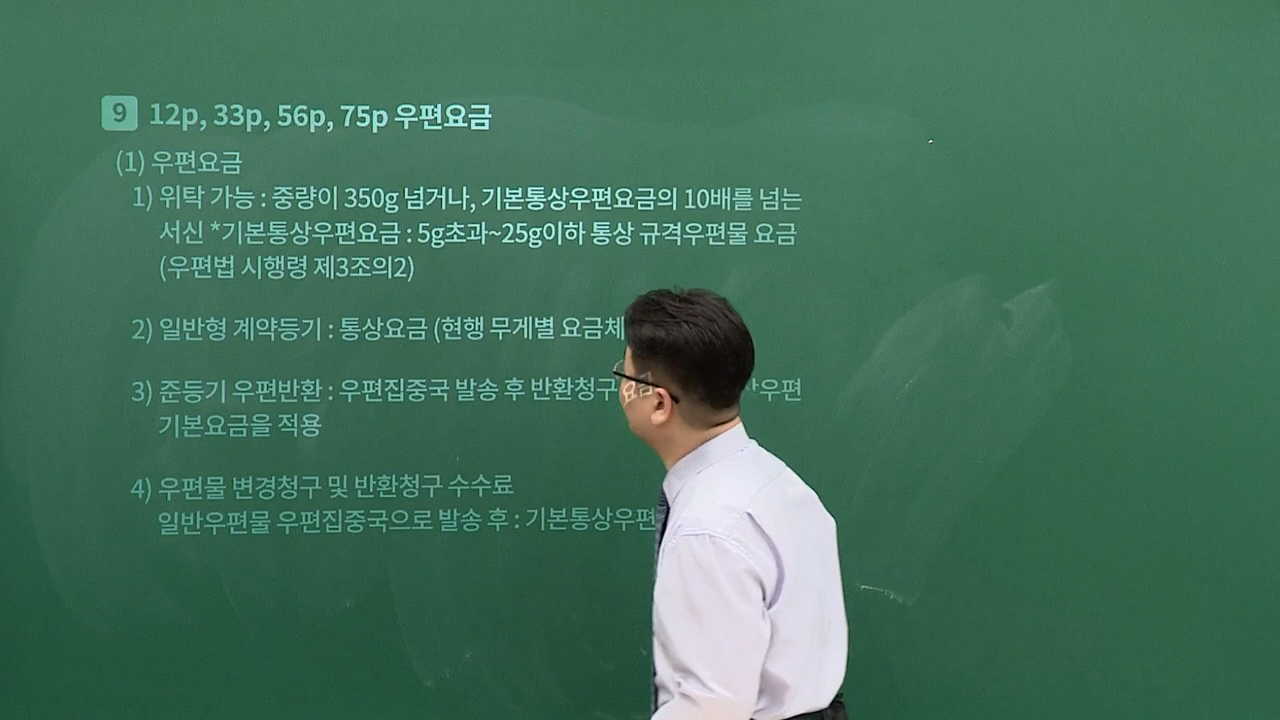 9 12p, 33p, 56p, 75p 우편요금
(1) 우편요금
1) 위탁 가능 : 중량이 350g 넘거나, 기본통상우편요금의 10배를 넘는
서신 *기본통상우편요금 : 5g초과~25g이하 통상 규격우편물 요금
(우편법 시행령 제3조의2)
2) 일반형 계약등기 : 통상요금 (현행 무게별 요금체
3) 준등기 우편반환 : 우편집중국 발송 후 반환청구 요금 우편
기본요금을 적용
4) 우편물 변경청구 및 반환청구 수수료
일반우편물 우편집중국으로 발송 후 : 기본통상우편